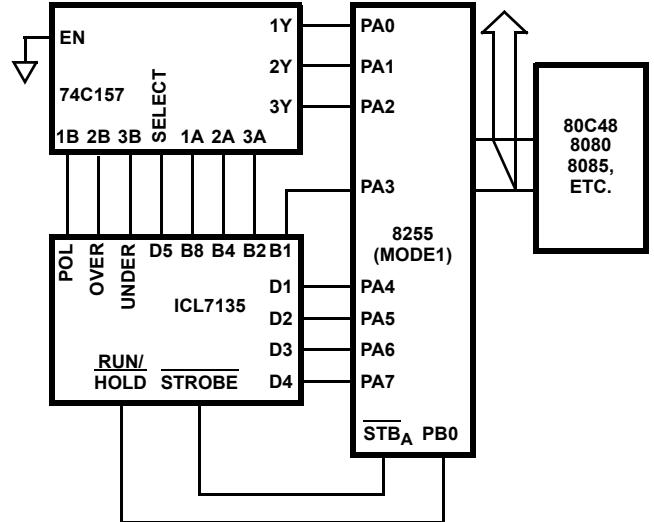 EN
1Y
2Y
3Y
74C157
SELECT
1B 2B 3B
1A 2A 3A
PA0
PA1
PA2
PA3
8255
(MODE1)
PA4
PA5
PA6
PA7
STBA PB0
80C48
8080
8085,
ETC.
POL
OVER
UNDER
D5 B8 B4 B2 B1
D1
ICL7135
D2
D3
D4
RUN/
HOLD
STROBE